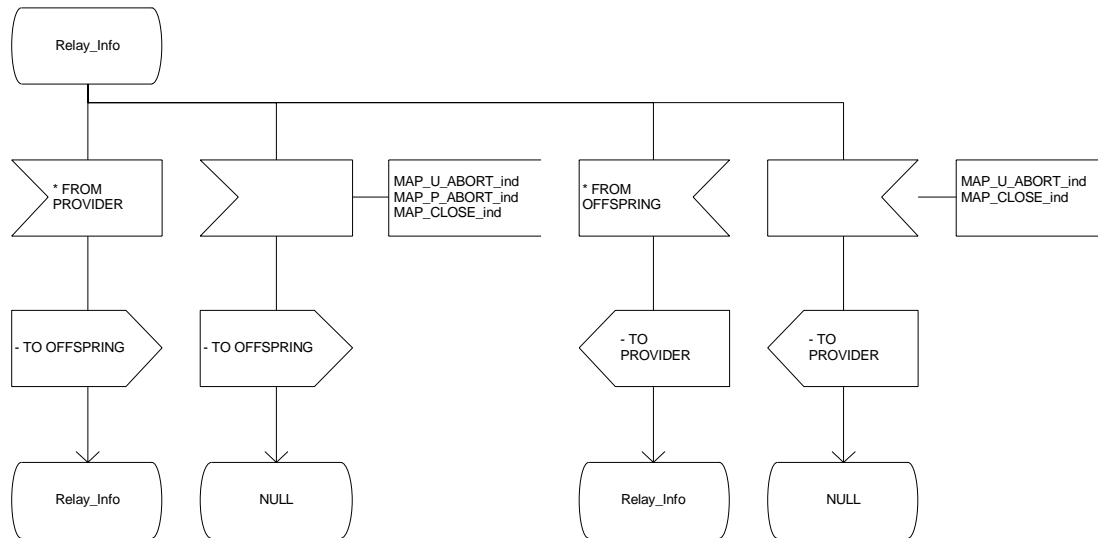 Relay_Info
* FROM
PROVIDER
MAP_U_ABORT_ind
MAP_P_ABORT_ind
MAP_CLOSE_ind
* FROM
OFFSPRING
MAP_U_ABORT_ind
MAP_CLOSE_ind
- TO OFFSPRING
- TO OFFSPRING
- TO
PROVIDER
- TO
PROVIDER
Relay_Info
NULL
Relay_Info
NULL